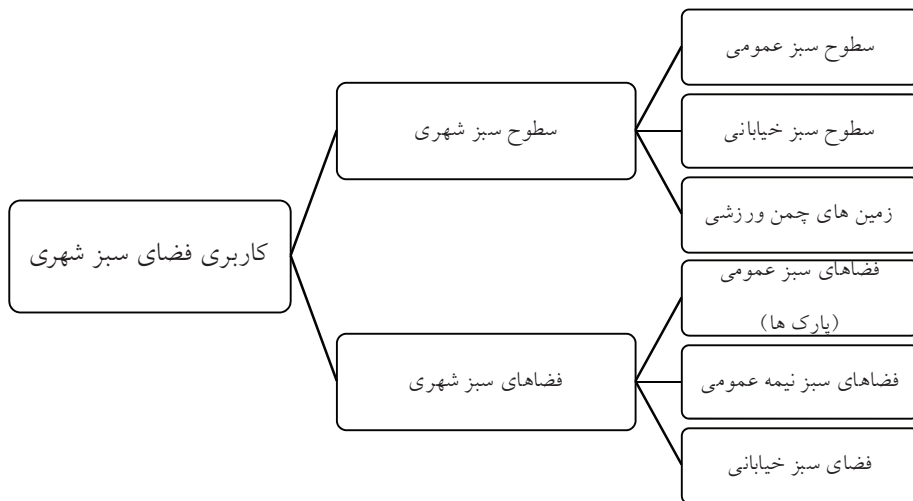 کاربری فضای سبز شهری
سطوح سبز شهری
سطوح سبز عمومی
سطوح سبز خیابانی
زمین های چمن ورزشی
فضاهای سبز شهری
فضاهای سبز عمومی
(پارک ها)
فضاهای سبز نیمه عمومی
فضای سبز خیابانی